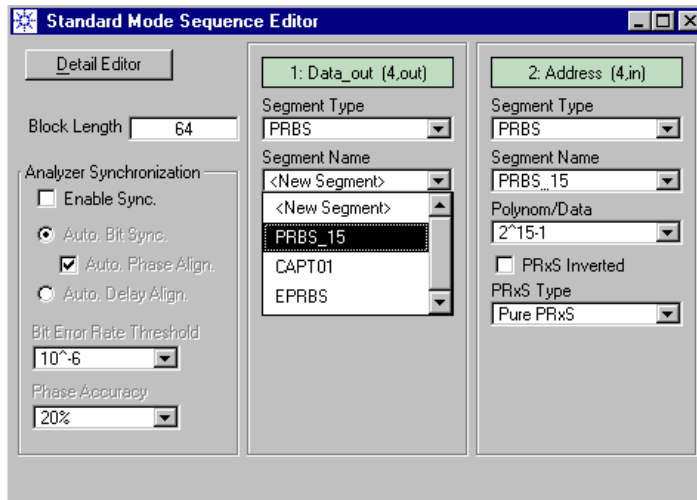 Standard Mode Sequence Editor
Detail Editor
Block Length 64
Analyzer Synchronization
Enable Sync.
Auto. Bit Sync.
Auto. Phase Align.
Auto. Delay Align.
Bit Error Rate Threshold
10^-6
Phase Accuracy
20%
1: Data_out (4,out)
Segment Type
PRBS
Segment Name
<New Segment>
<New Segment>
PRBS_15
CAPT01
EPRBS
2: Address (4,in)
Segment Type
PRBS
Segment Name
PRBS_15
Polynom/Data
2^15-1
PRxS Inverted
PRxS Type
Pure PRxS